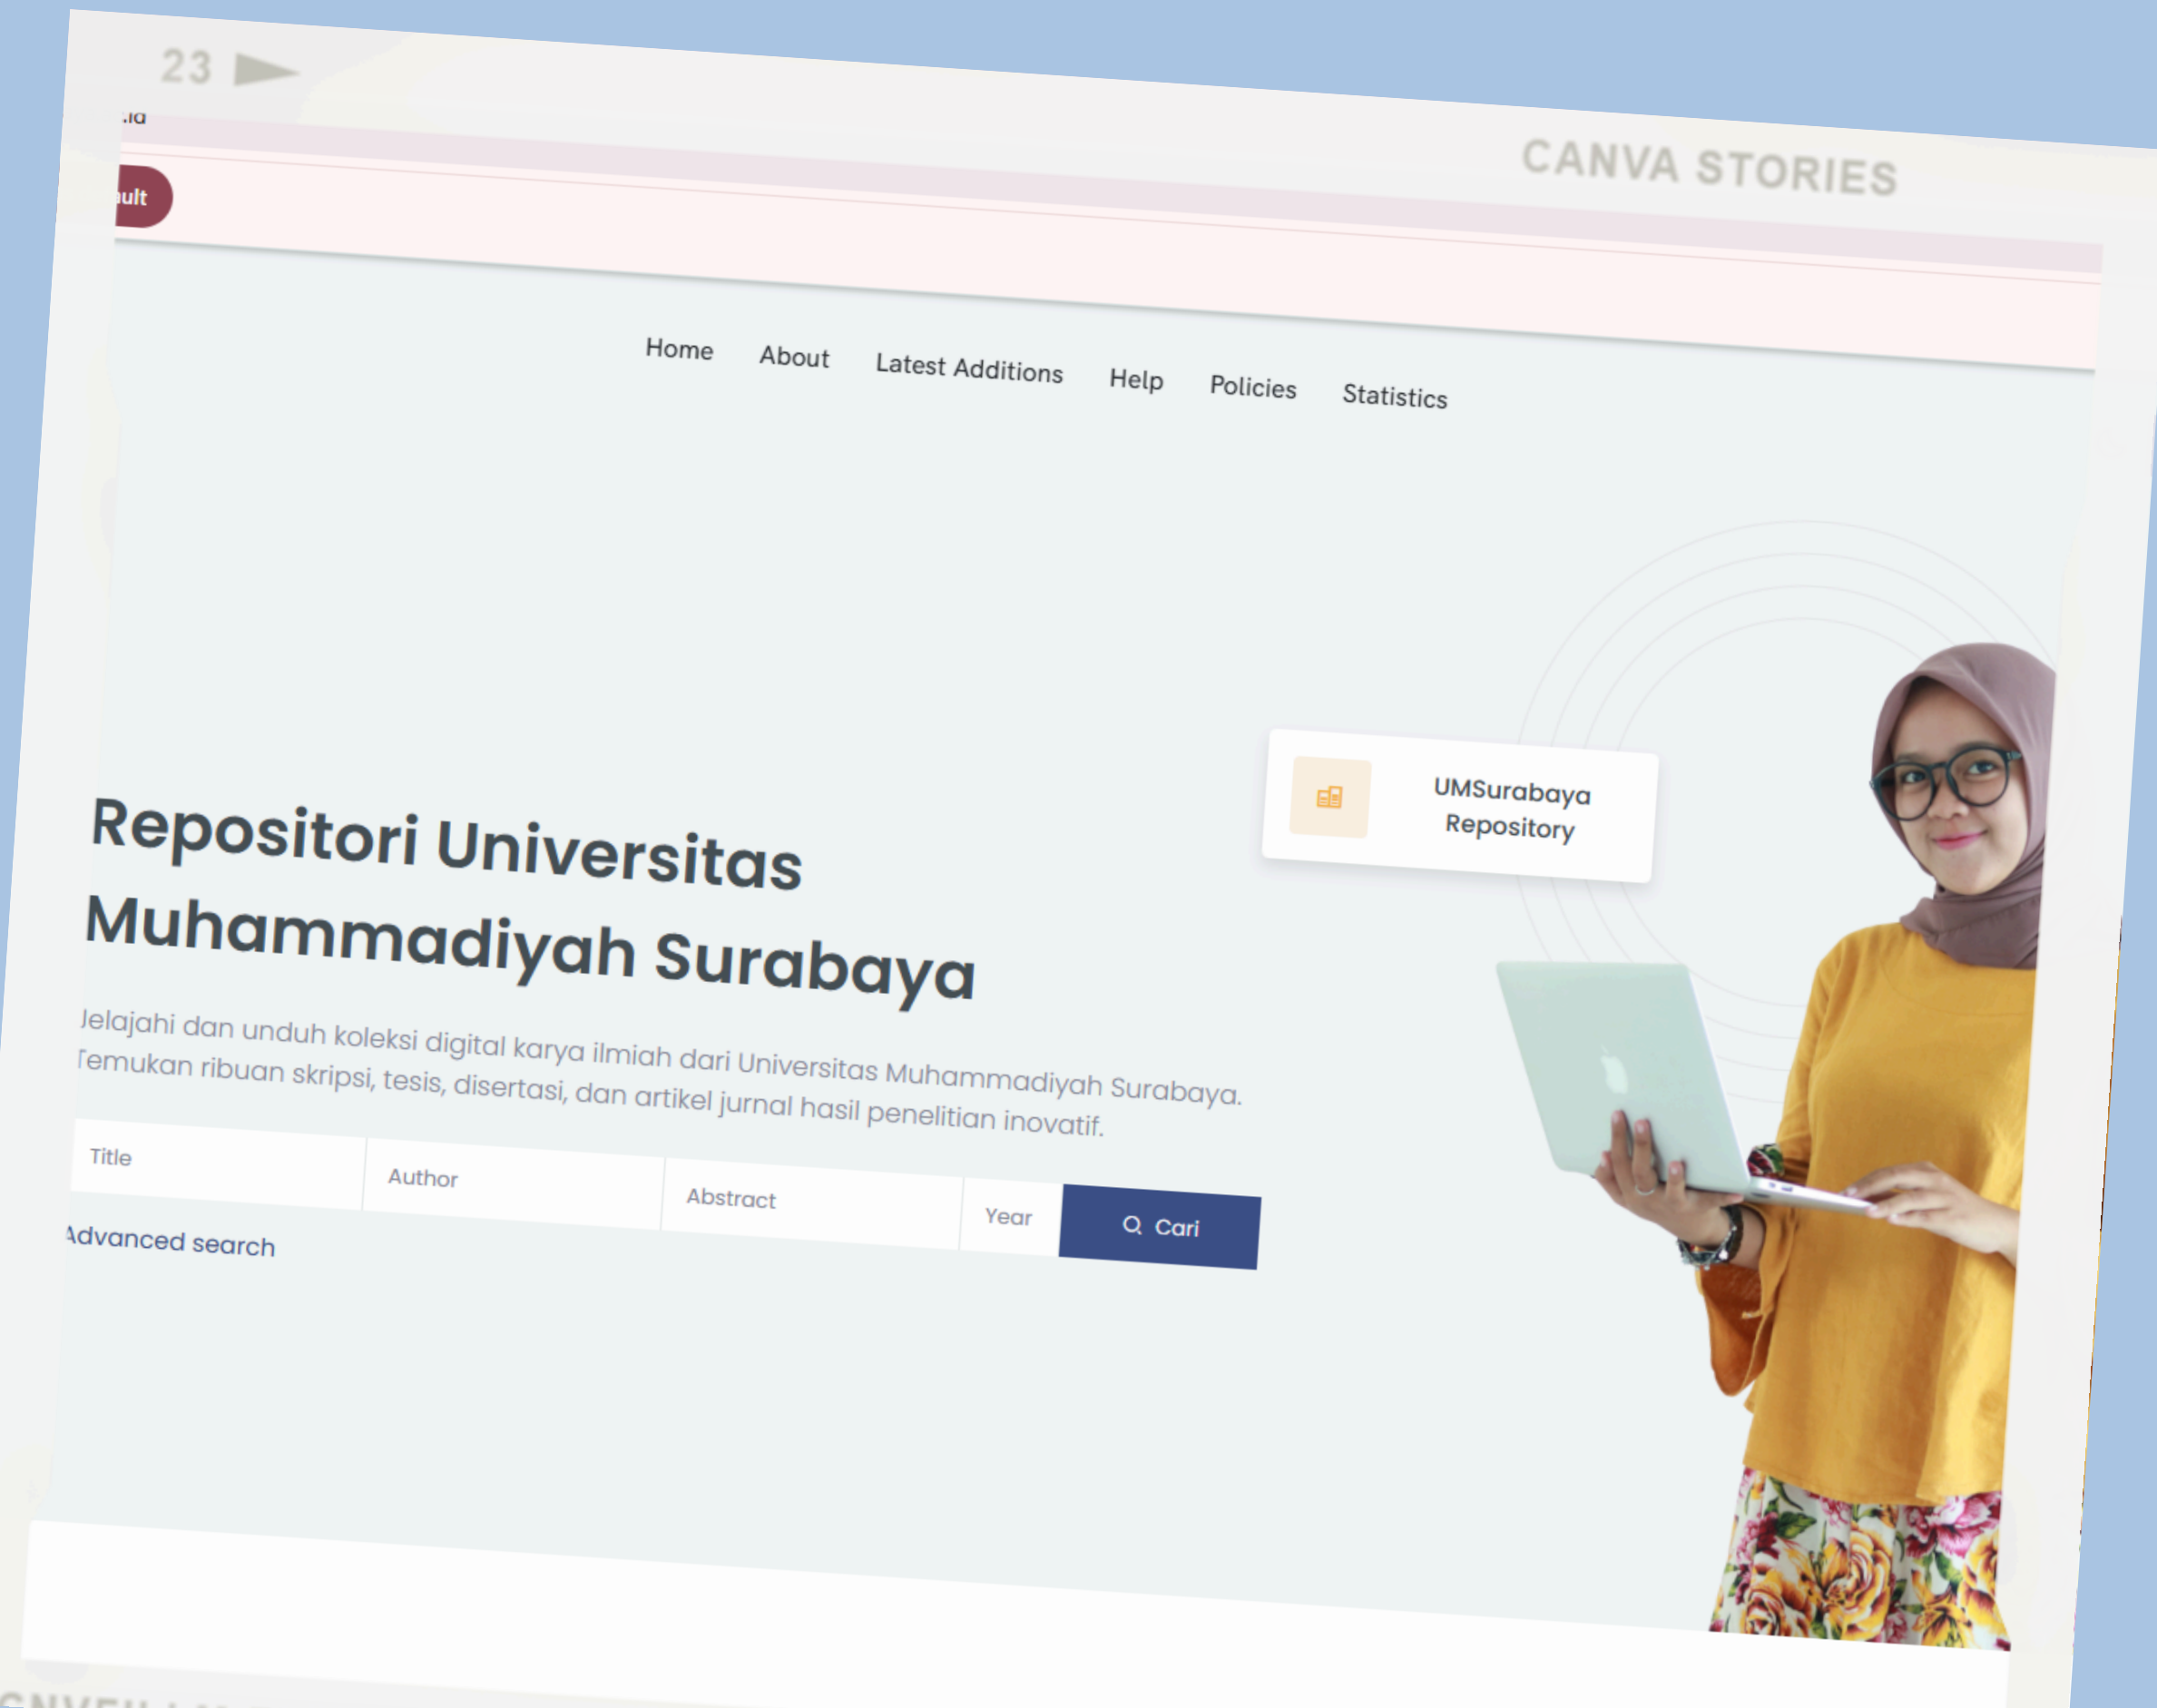 23
CANVA STORIES
.id
ult
Home About Latest Additions Help Policies Statistics
UMSurabaya
Repository
Repositori Universitas
Muhammadiyah Surabaya
Jelajahi dan unduh koleksi digital karya ilmiah dari Universitas Muhammadiyah Surabaya.
Temukan ribuan skripsi, tesis, disertasi, dan artikel jurnal hasil penelitian inovatif.
Title Author Abstract Year Cari
Advanced search